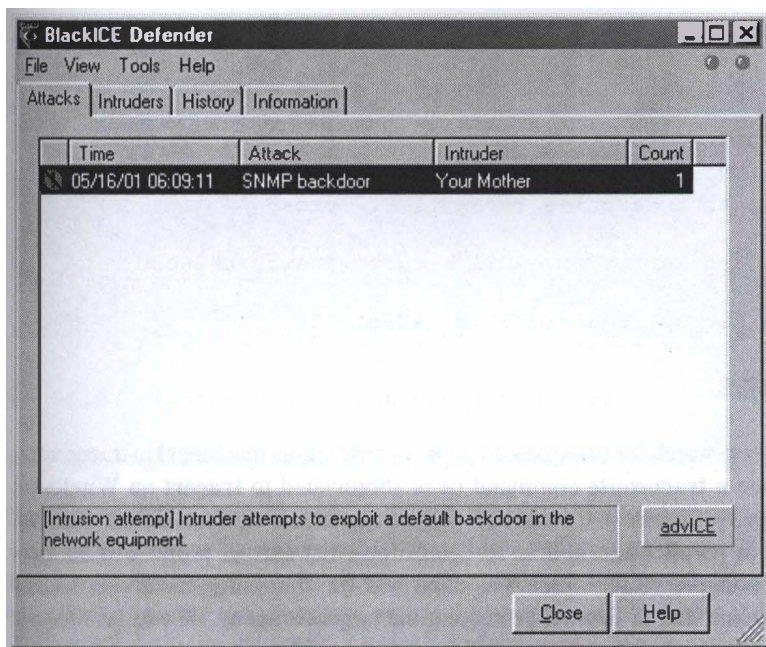 BlackICE Defender
File View Tools Help
Attacks Intruders History Information
Time Attack Intruder Count
05/16/01 06:09:11 SNMP backdoor Your Mother 1
[Intrusion attempt] Intruder attempts to exploit a default backdoor in the
network equipment.
advICE
Close Help